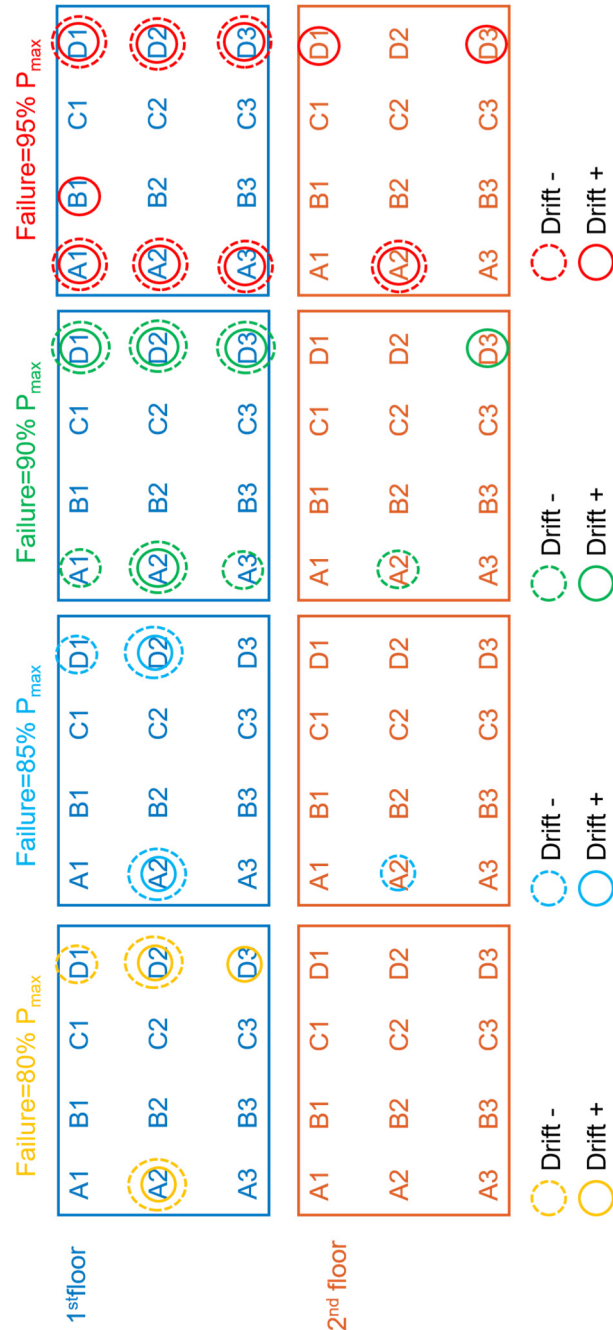 Failure=80% Pmax Failure=85% Pmax Failure=90% Pmax Failure=95% Pmax
1stfloor
A1 B1 C1 D1 A1 B1 C1 D1 A1 B1 C1 D1 A1 B1 C1 D1
A2 B2 C2 D2 A2 B2 C2 D2 A2 B2 C2 D2 A2 B2 C2 D2
A3 B3 C3 D3 A3 B3 C3 D3 A3 B3 C3 D3 A3 B3 C3 D3
2nd floor
A1 B1 C1 D1 A1 B1 C1 D1 A1 B1 C1 D1 A1 B1 C1 D1
A2 B2 C2 D2 A2 B2 C2 D2 A2 B2 C2 D2 A2 B2 C2 D2
A3 B3 C3 D3 A3 B3 C3 D3 A3 B3 C3 D3 A3 B3 C3 D3
Drift - Drift - Drift - Drift -
Drift + Drift + Drift + Drift +